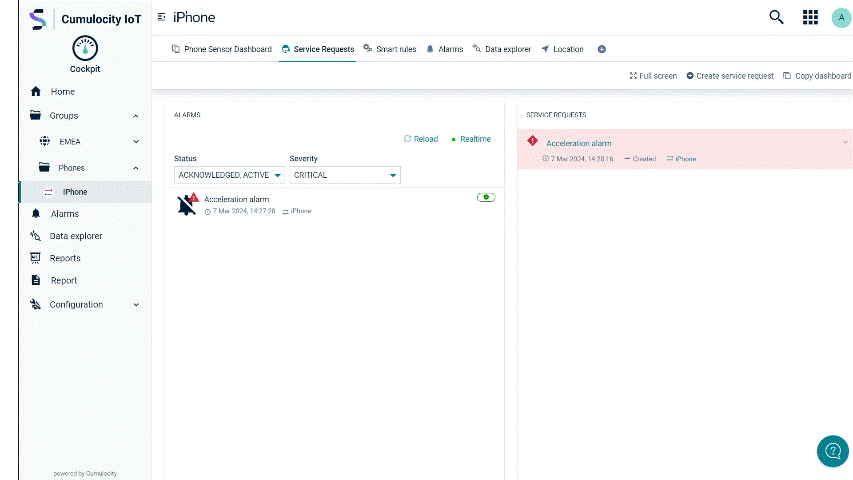 Cumulocity IoT
Cockpit
Home
Groups
EMEA
Phones
iPhone
Alarms
Data explorer
Reports
Report
Configuration
powered by Cumulocity
iPhone
A
Phone Sensor Dashboard Service Requests Smart rules Alarms Data explorer Location
Full screen Create service request Copy dashboard
ALARMS
Reload Realtime
Status Severity
ACKNOWLEDGED, ACTIVE CRITICAL
Acceleration alarm
7 Mar 2024, 14:27:20 iPhone
SERVICE REQUESTS
Acceleration alarm
7 Mar 2024, 14:28:16 Created iPhone